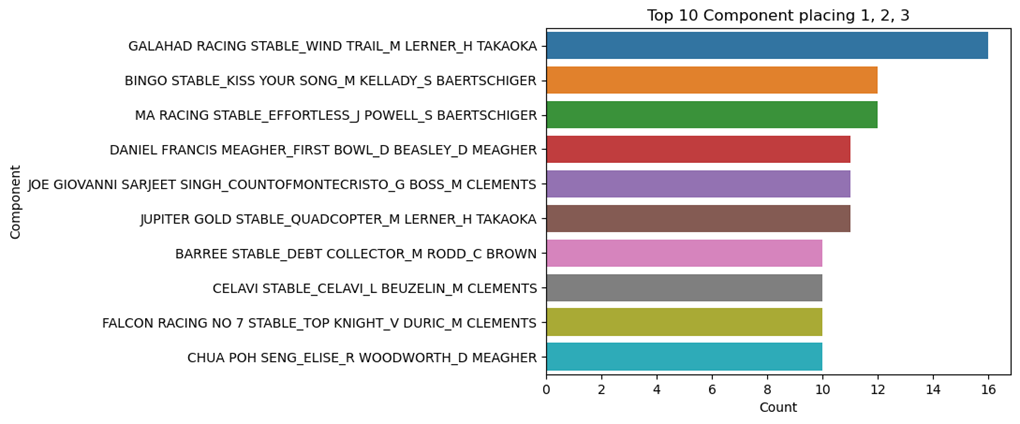 Top 10 Component placing 1, 2, 3
GALAHAD RACING STABLE_WIND TRAIL_M LERNER_H TAKAOKA
BINGO STABLE_KISS YOUR SONG_M KELLADY_S BAERTSCHIGER
MA RACING STABLE_EFFORTLESS_J POWELL_S BAERTSCHIGER
DANIEL FRANCIS MEAGHER_FIRST BOWL_D BEASLEY_D MEAGHER
JOE GIOVANNI SARJEET SINGH_COUNTOFMONTECRISTO_G BOSS_M CLEMENTS
JUPITER GOLD STABLE_QUADCOPTER_M LERNER_H TAKAOKA
BARREE STABLE_DEBT COLLECTOR_M RODD_C BROWN
CELAVI STABLE_CELAVI_L BEUZELIN_M CLEMENTS
FALCON RACING NO 7 STABLE_TOP KNIGHT_V DURIC_M CLEMENTS
CHUA POH SENG_ELISE_R WOODWORTH_D MEAGHER
Component
0 2 4 6 8 10 12 14 16
Count